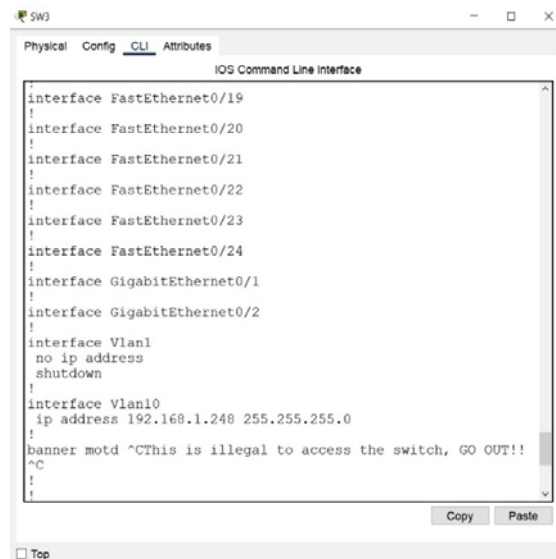 SW3
Physical Config CLI Attributes
IOS Command Line Interface
!
interface FastEthernet0/19
!
interface FastEthernet0/20
!
interface FastEthernet0/21
!
interface FastEthernet0/22
!
interface FastEthernet0/23
!
interface FastEthernet0/24
!
interface GigabitEthernet0/1
!
interface GigabitEthernet0/2
!
interface Vlan1
no ip address
shutdown
!
interface Vlan10
ip address 192.168.1.248 255.255.255.0
!
banner motd ^CThis is illegal to access the switch, GO OUT!!
^C
!
!
Copy Paste
Top